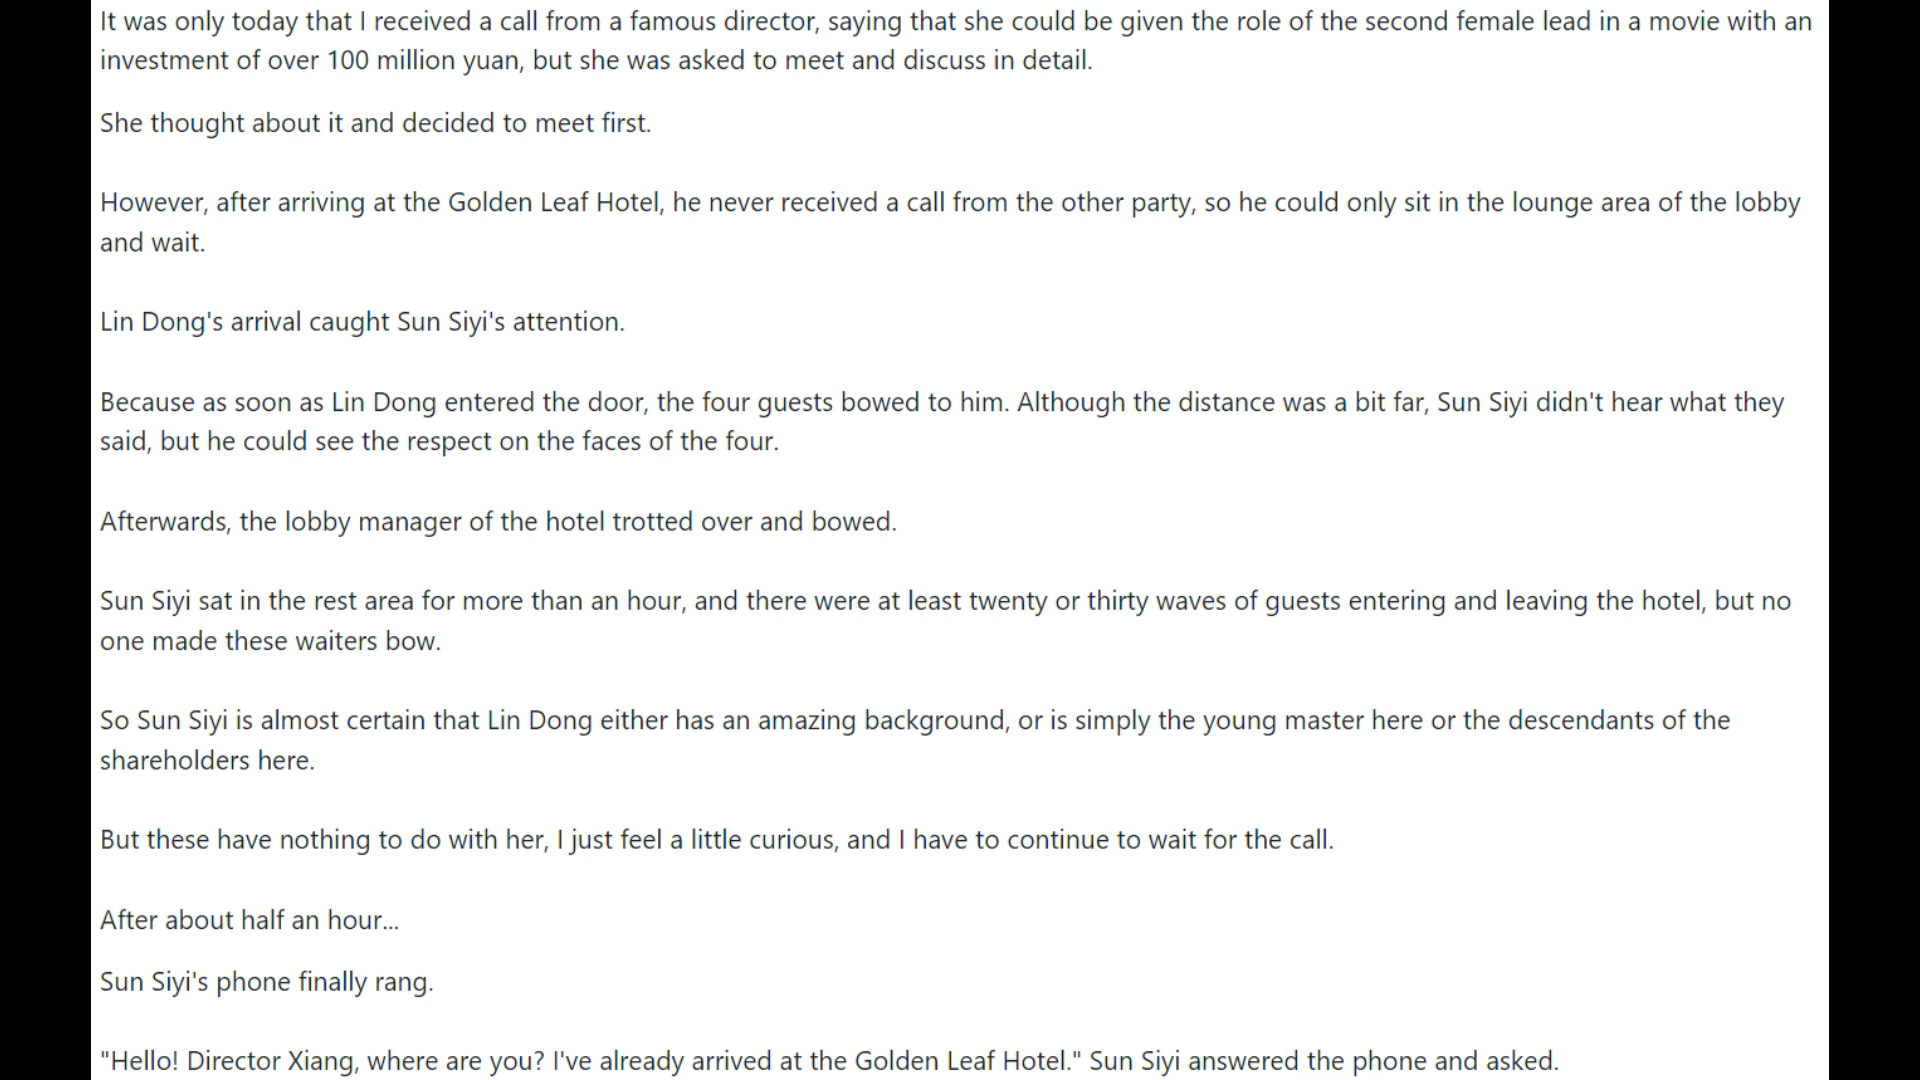 It was only today that I received a call from a famous director, saying that she could be given the role of the second female lead in a movie with an
investment of over 100 million yuan, but she was asked to meet and discuss in detail.
She thought about it and decided to meet first.
However, after arriving at the Golden Leaf Hotel, he never received a call from the other party, so he could only sit in the lounge area of the lobby
and wait.
Lin Dong's arrival caught Sun Siyi's attention.
Because as soon as Lin Dong entered the door, the four guests bowed to him. Although the distance was a bit far, Sun Siyi didn't hear what they
said, but he could see the respect on the faces of the four.
Afterwards, the lobby manager of the hotel trotted over and bowed.
Sun Siyi sat in the rest area for more than an hour, and there were at least twenty or thirty waves of guests entering and leaving the hotel, but no
one made these waiters bow.
So Sun Siyi is almost certain that Lin Dong either has an amazing background, or is simply the young master here or the descendants of the
shareholders here.
But these have nothing to do with her, I just feel a little curious, and I have to continue to wait for the call.
After about half an hour...
Sun Siyi's phone finally rang.
"Hello! Director Xiang, where are you? I've already arrived at the Golden Leaf Hotel." Sun Siyi answered the phone and asked.